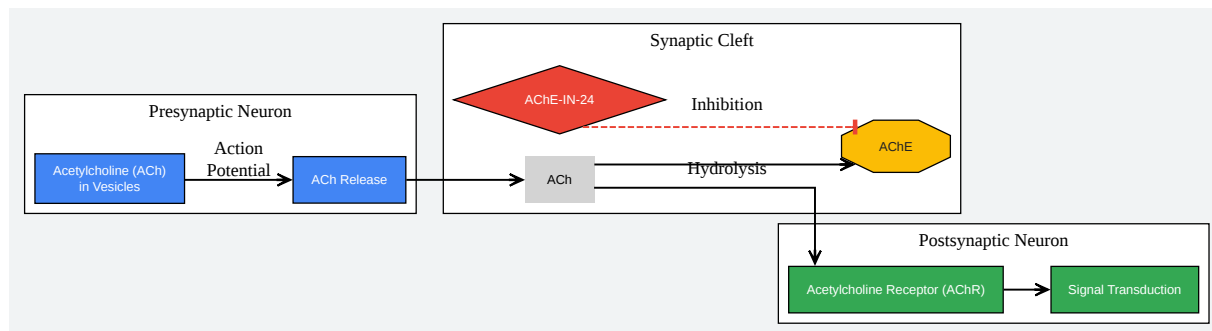 Synaptic Cleft
AChE-IN-24
Inhibition
Presynaptic Neuron
Action
Potential
AChE
Acetylcholine (ACh)
in Vesicles
ACh Release
ACh
Hydrolysis
Postsynaptic Neuron
Acetylcholine Receptor (AChR)
Signal Transduction